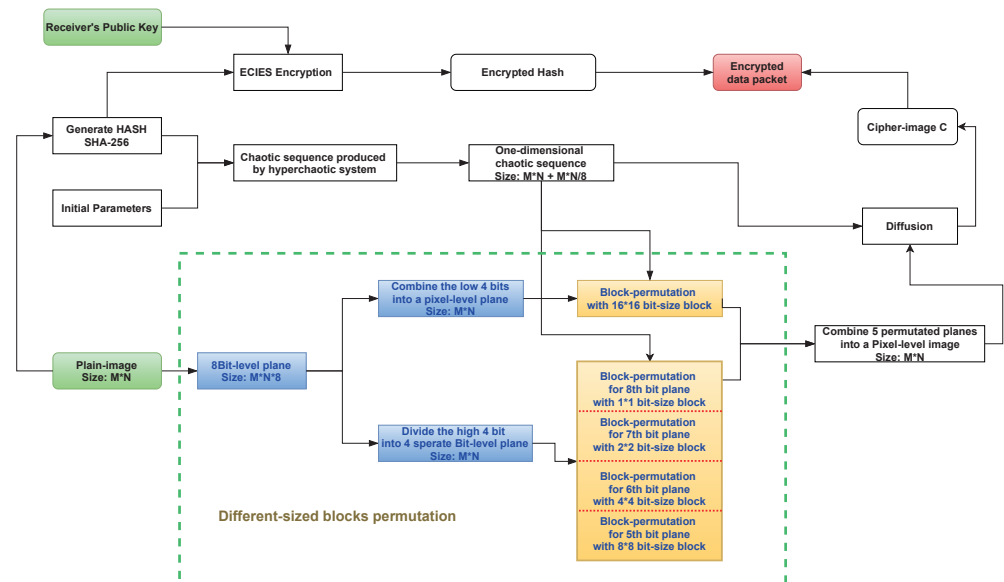 Receiver's Public Key
ECIES Encryption
Encrypted Hash
Encrypted
data packet
Generate HASH
SHA-256
Cipher-image C
Chaotic sequence produced
by hyperchaotic system
One-dimensional
chaotic sequence
Size: M*N + M*N/8
Initial Parameters
Diffusion
Combine the low 4 bits
into a pixel-level plane
Size: M*N
Block-permutation
with 16*16 bit-size block
Combine 5 permutated planes
into a Pixel-level image
Size: M*N
Plain-image
Size: M*N
8Bit-level plane
Size: M*N*8
Block-permutation
for 8th bit plane
with 1*1 bit-size block
Divide the high 4 bit
into 4 sperate Bit-level plane
Size: M*N
Block-permutation
for 7th bit plane
with 2*2 bit-size block
Block-permutation
for 6th bit plane
with 4*4 bit-size block
Block-permutation
for 5th bit plane
with 8*8 bit-size block
Different-sized blocks permutation